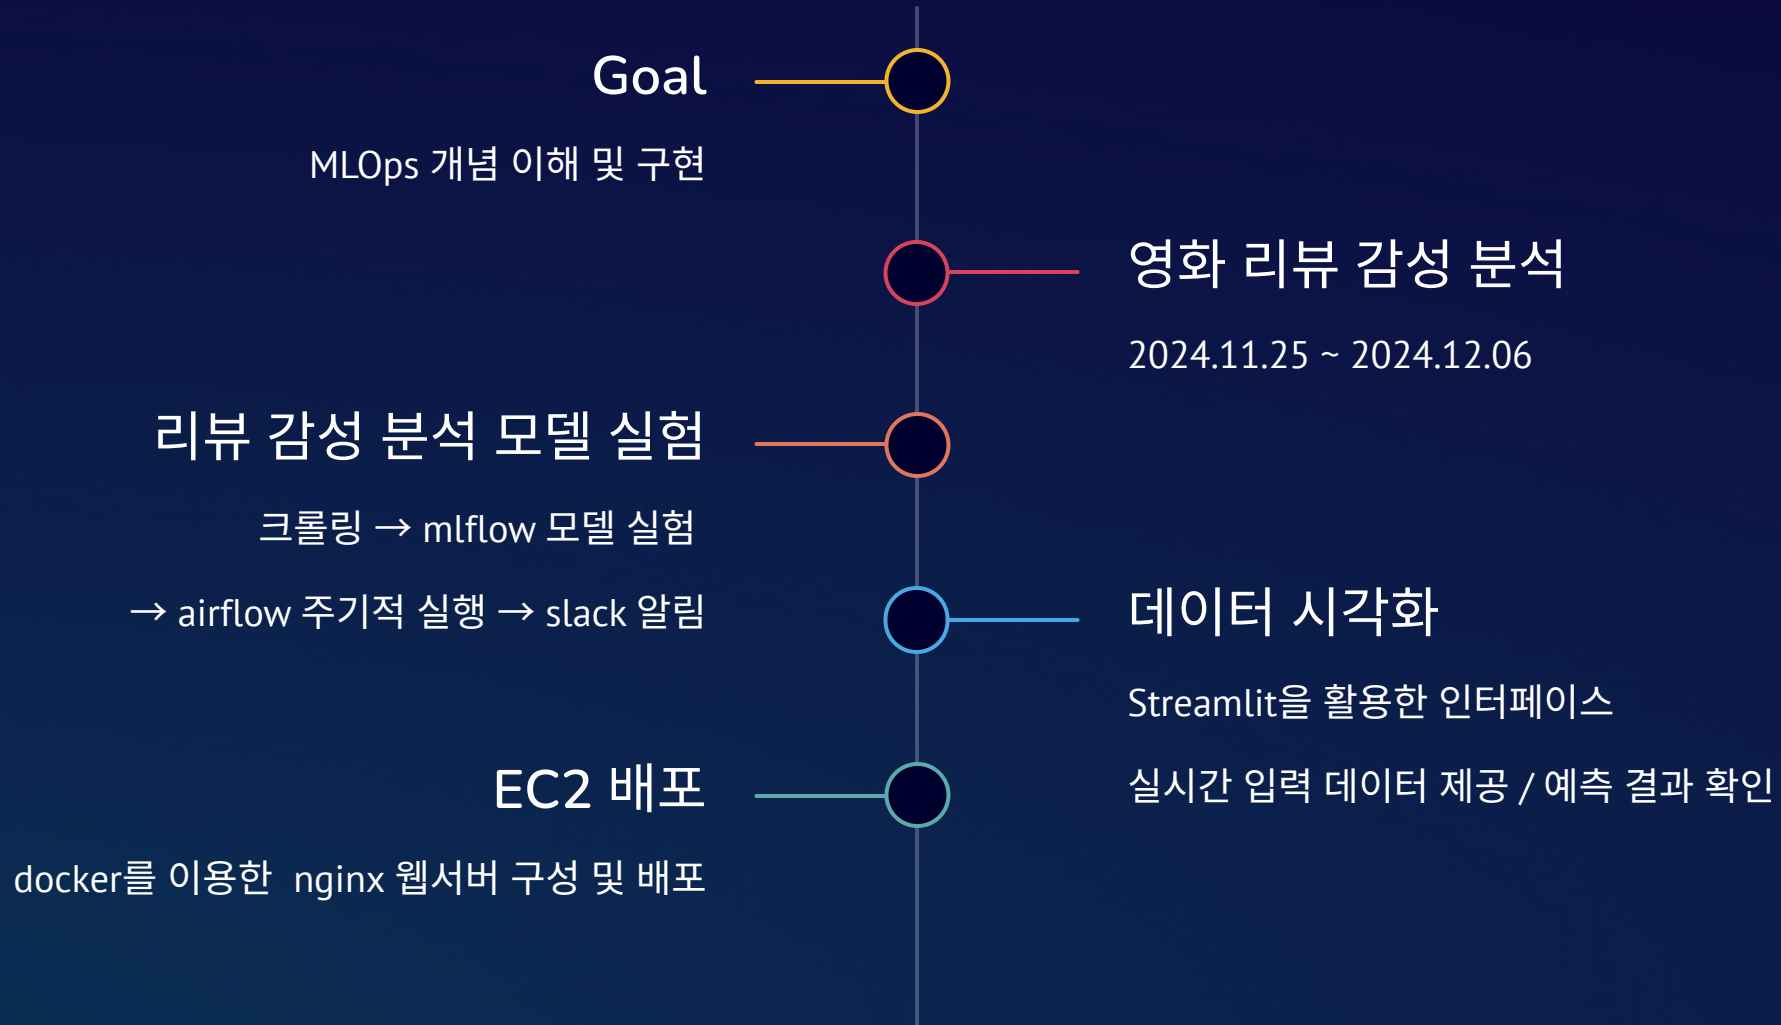 Goal
MLOps 개념 이해 및 구현
영화 리뷰 감성 분석
2024.11.25 ~ 2024.12.06
리뷰 감성 분석 모델 실험
크롤링 → mlflow 모델 실험
→ airflow 주기적 실행 → slack 알림
데이터 시각화
Streamlit을 활용한 인터페이스
실시간 입력 데이터 제공 / 예측 결과 확인
EC2 배포
docker를 이용한 nginx 웹서버 구성 및 배포